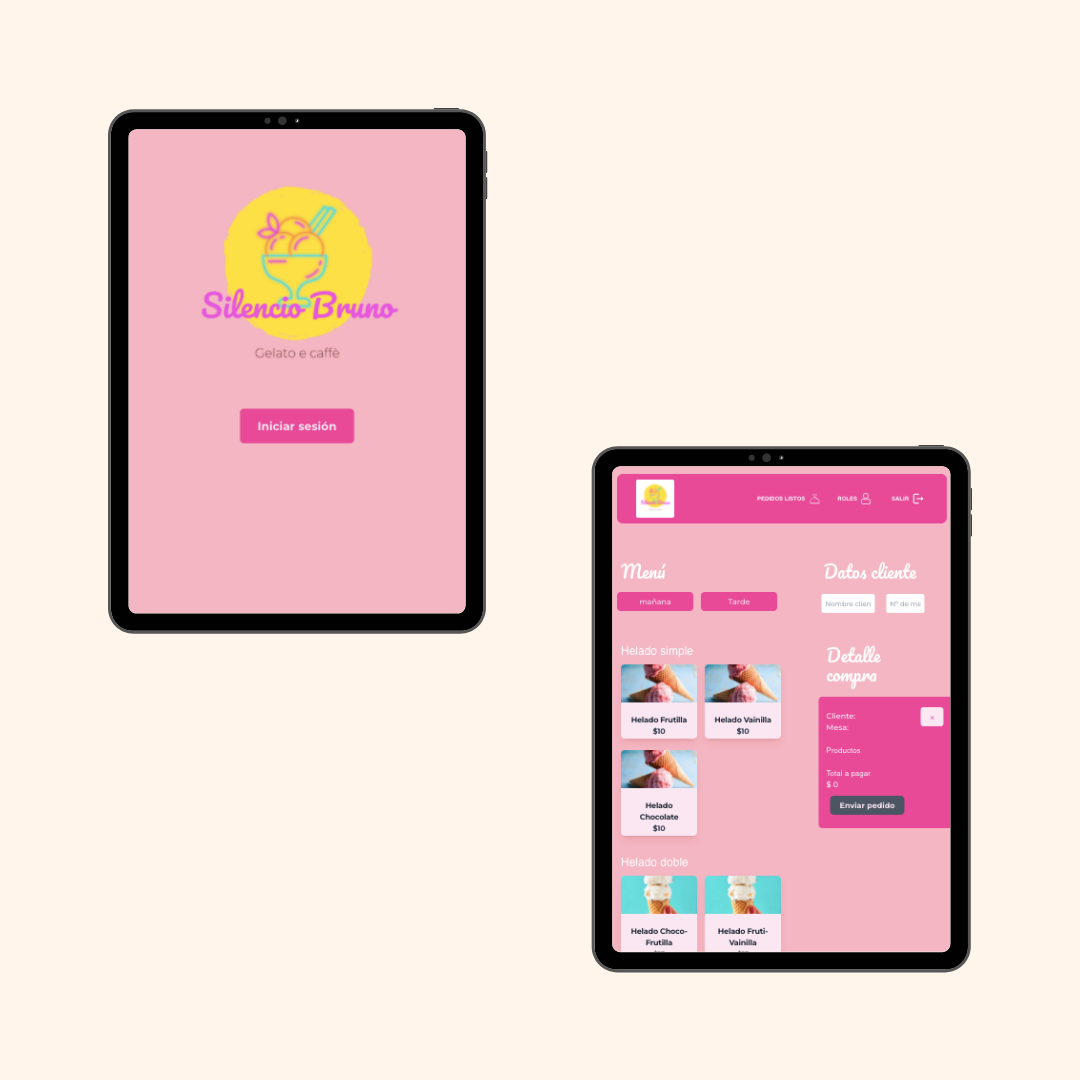 Silencio Bruno
Gelato e caffè
Iniciar sesión
PEDIDOS LISTOS
ROLES
SALIR
Menú
mañana
Tarde
Datos cliente
Nombre clien
N° de me
Helado simple
Helado Frutilla
$10
Helado Vainilla
$10
Helado
Chocolate
$10
Detalle
compra
x
Cliente:
Mesa:
Productos
Total a pagar
$ 0
Enviar pedido
Helado doble
Helado Choco-
Frutilla
Helado Fruti-
Vainilla